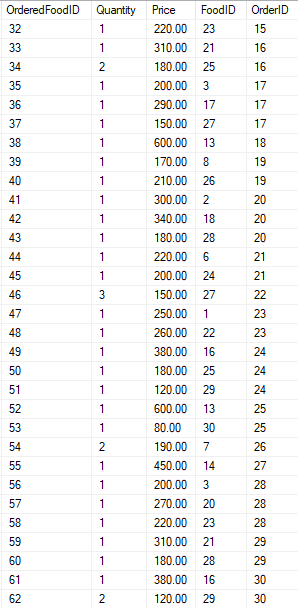 OrderedFoodID Quantity Price FoodID OrderID
32 1 220.00 23 15
33 1 310.00 21 16
34 2 180.00 25 16
35 1 200.00 3 17
36 1 290.00 17 17
37 1 150.00 27 17
38 1 600.00 13 18
39 1 170.00 8 19
40 1 210.00 26 19
41 1 300.00 2 20
42 1 340.00 18 20
43 1 180.00 28 20
44 1 220.00 6 21
45 1 200.00 24 21
46 3 150.00 27 22
47 1 250.00 1 23
48 1 260.00 22 23
49 1 380.00 16 24
50 1 180.00 25 24
51 1 120.00 29 24
52 1 600.00 13 25
53 1 80.00 30 25
54 2 190.00 7 26
55 1 450.00 14 27
56 1 200.00 3 28
57 1 270.00 20 28
58 1 220.00 23 28
59 1 310.00 21 29
60 1 180.00 28 29
61 1 380.00 16 30
62 2 120.00 29 30